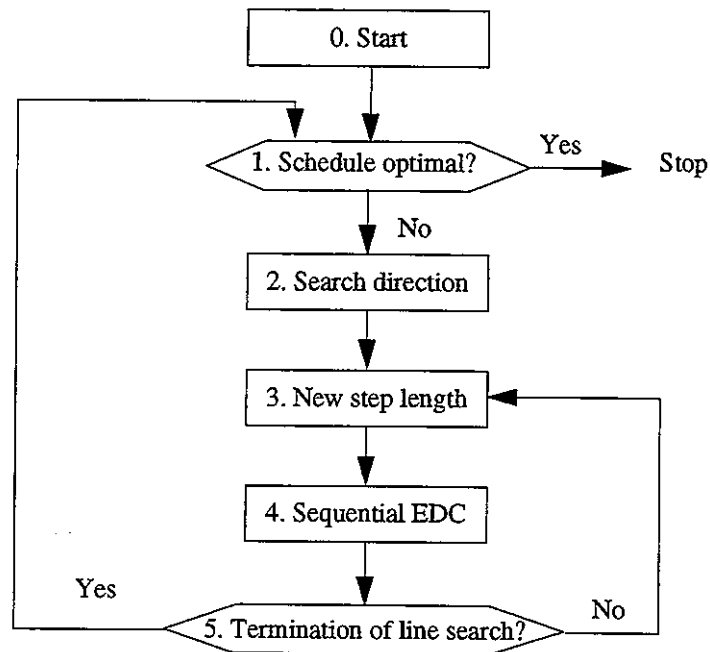 0. Start
1. Schedule optimal?
Yes
Stop
No
2. Search direction
3. New step length
4. Sequential EDC
Yes
5. Termination of line search?
No